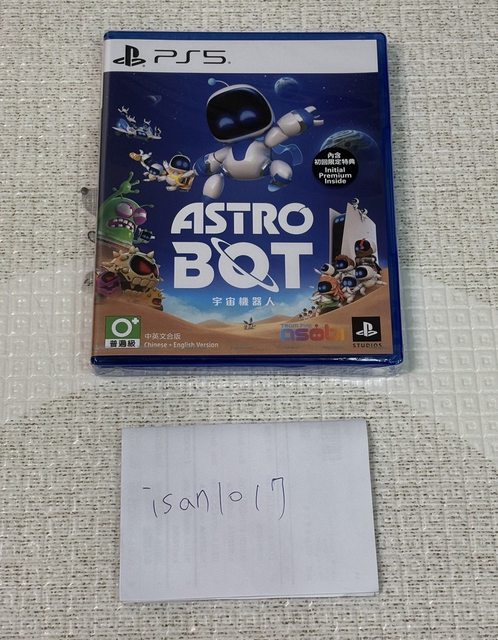 PS5
內含
初回限定特典
Initial
Premium
Inside
ASTRO
BOT
宇宙機器人
普遍級
中英文合版
Chinese + English Version
TEAM
asobi
STUDIOS
isan1017